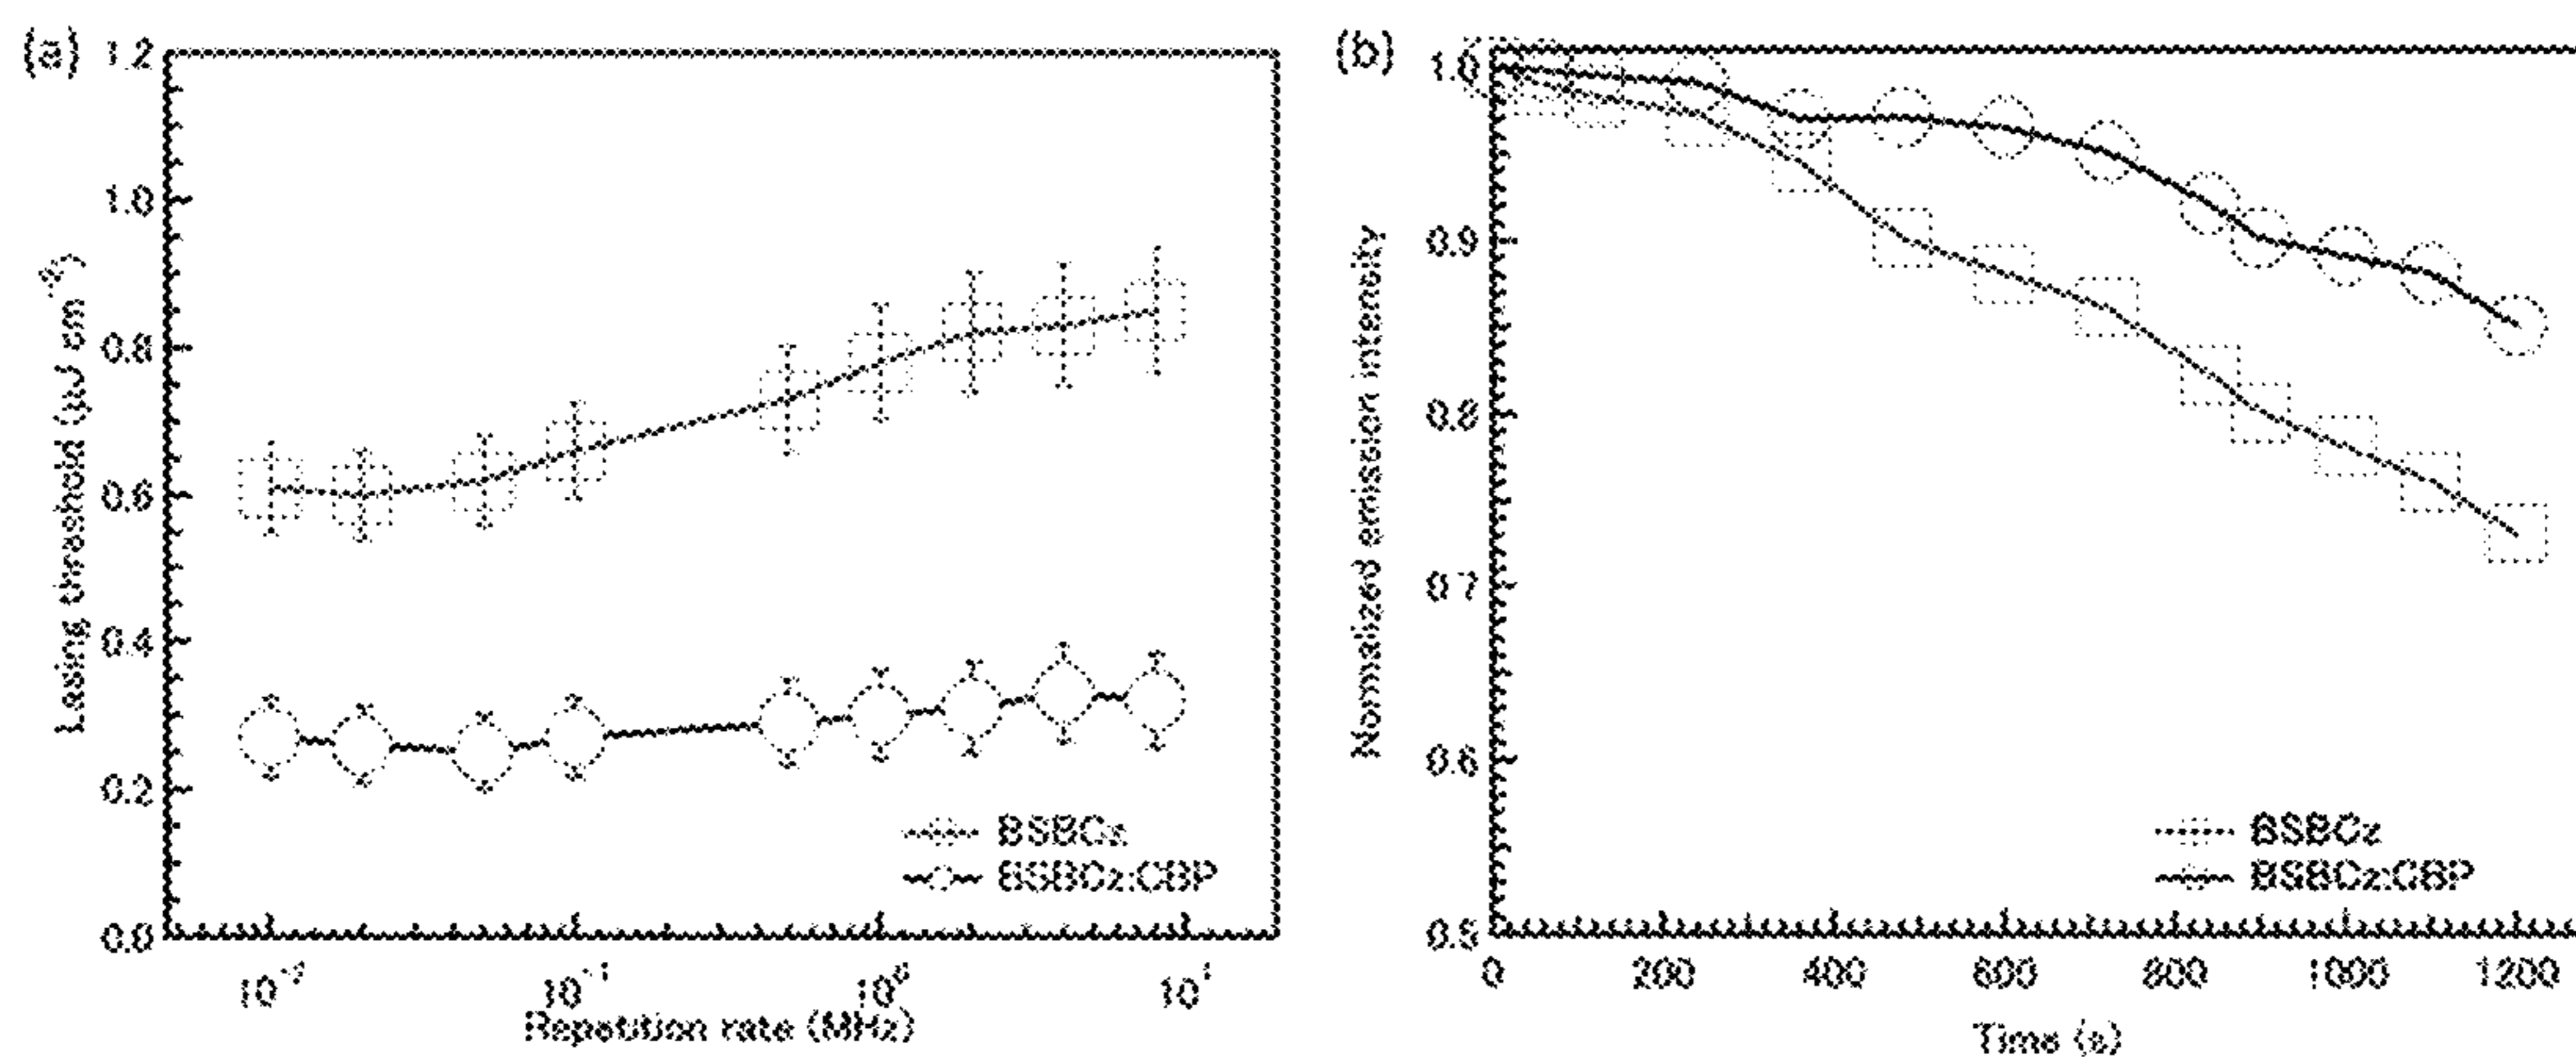 (a)
1.2
1.0
0.8
0.6
0.4
0.2
0.0
Lasing threshold (μJ cm⁻²)
10⁻² 10⁻¹ 10⁰ 10¹
Repetition rate (MHz)
BSBCz
BSBCz:CBP
(b)
1.0
0.9
0.8
0.7
0.6
0.5
Normalized emission intensity
0 200 400 600 800 1000 1200
Time (s)
BSBCz
BSBCz:CBP